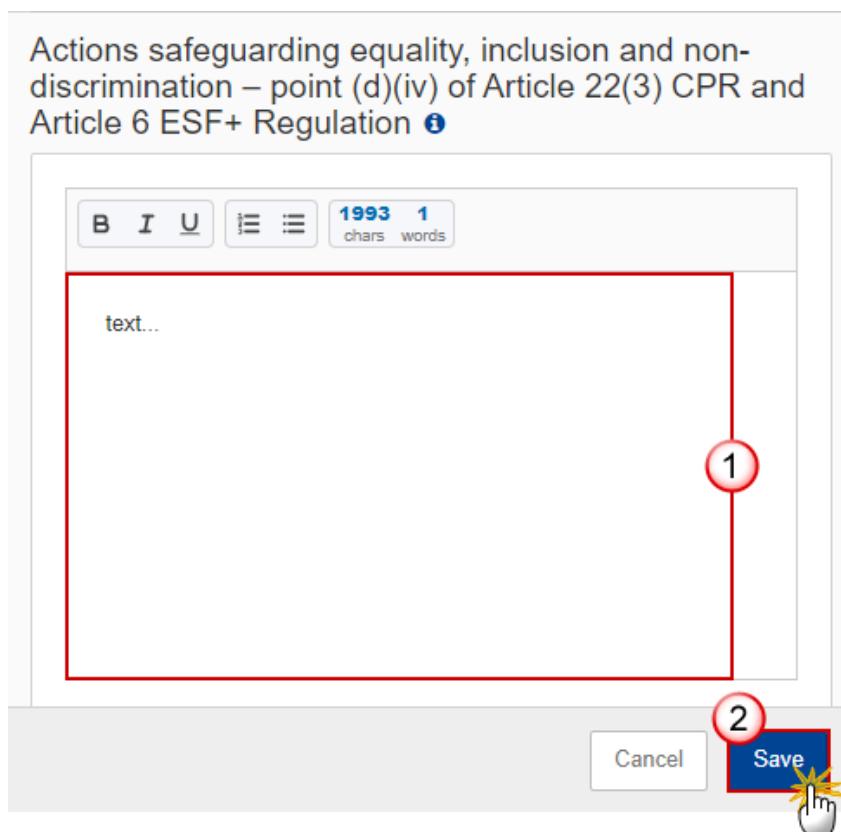 Actions safeguarding equality, inclusion and non-
discrimination – point (d)(iv) of Article 22(3) CPR and
Article 6 ESF+ Regulation
B I U 1993 1
chars words
text...
1
2
Cancel Save